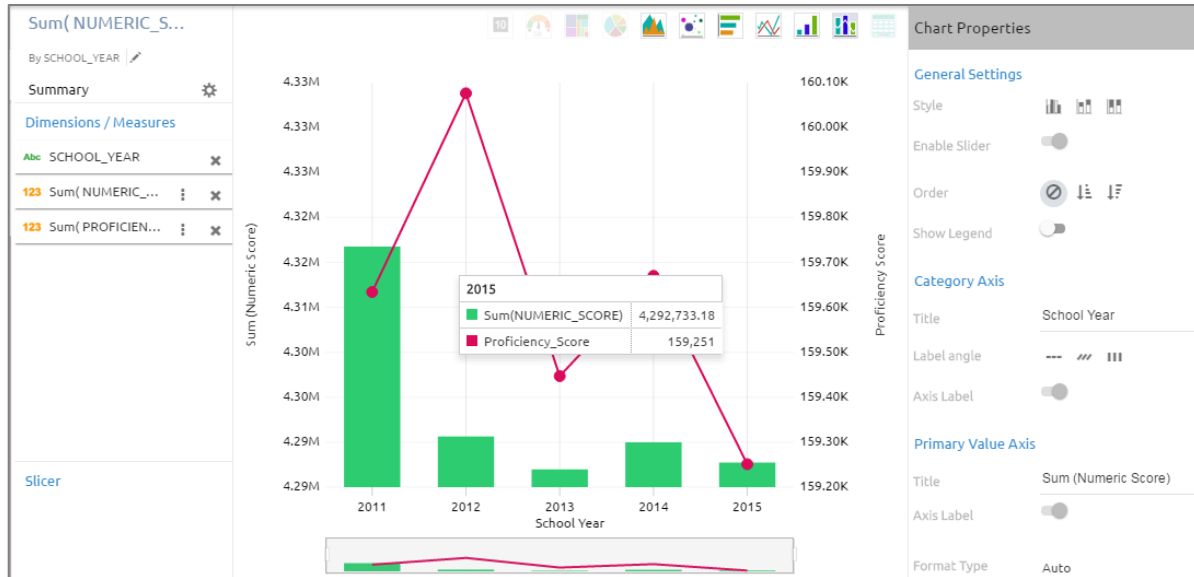 Sum( NUMERIC_S...
By SCHOOL_YEAR
Summary
Dimensions / Measures
Abc SCHOOL_YEAR
123 Sum( NUMERIC_...
123 Sum( PROFICIEN...
Slicer
10
4.33M
4.33M
4.33M
4.32M
4.32M
4.31M
4.30M
4.30M
4.29M
4.29M
Sum (Numeric Score)
160.10K
160.00K
159.90K
159.80K
159.70K
159.60K
159.50K
159.40K
159.30K
159.20K
Proficiency Score
2015
Sum(NUMERIC_SCORE) 4,292,733.18
Proficiency_Score 159,251
2011 2012 2013 2014 2015
School Year
Chart Properties
General Settings
Style
Enable Slider
Order
Show Legend
Category Axis
Title School Year
Label angle
Axis Label
Primary Value Axis
Title Sum (Numeric Score)
Axis Label
Format Type Auto